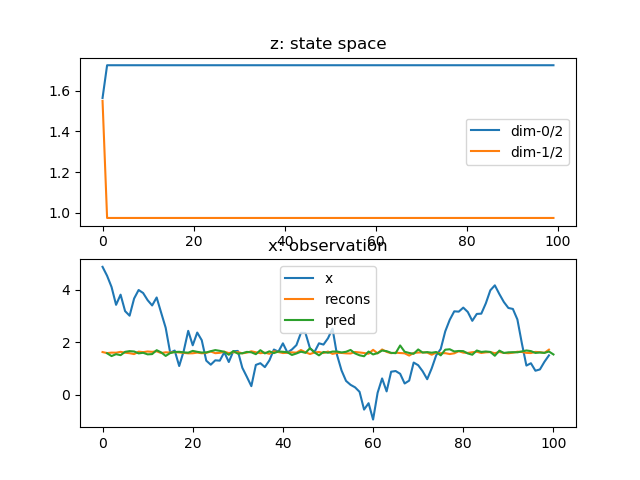 z: state space
1.6
1.4
1.2
1.0
dim-0/2
dim-1/2
0 20 40 60 80 100
x: observation
4
2
0
x
recons
pred
0 20 40 60 80 100